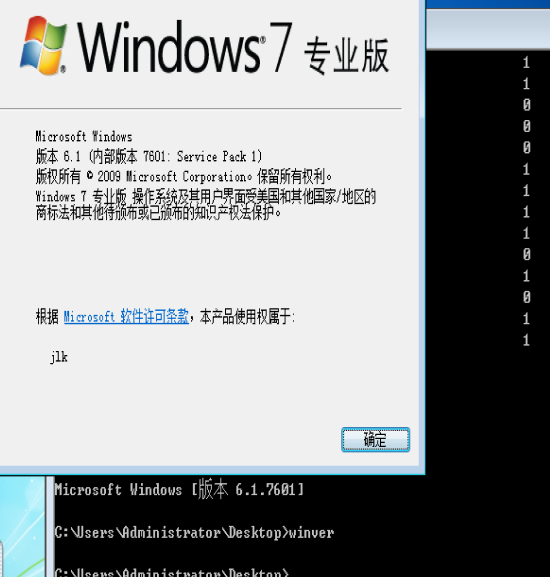 Windows® 7 专业版
Microsoft Windows
版本 6.1 (内部版本 7601: Service Pack 1)
版权所有 © 2009 Microsoft Corporation。保留所有权利。
Windows 7 专业版 操作系统及其用户界面受美国和其他国家/地区的
商标法和其他待颁布或已颁布的知识产权法保护。
根据 Microsoft 软件许可条款，本产品使用权属于:
jlk
确定
1
1
0
0
0
1
1
1
1
0
1
0
1
1
Microsoft Windows [版本 6.1.7601]
C:\Users\Administrator\Desktop>winver
C:\Users\Administrator\Desktop>